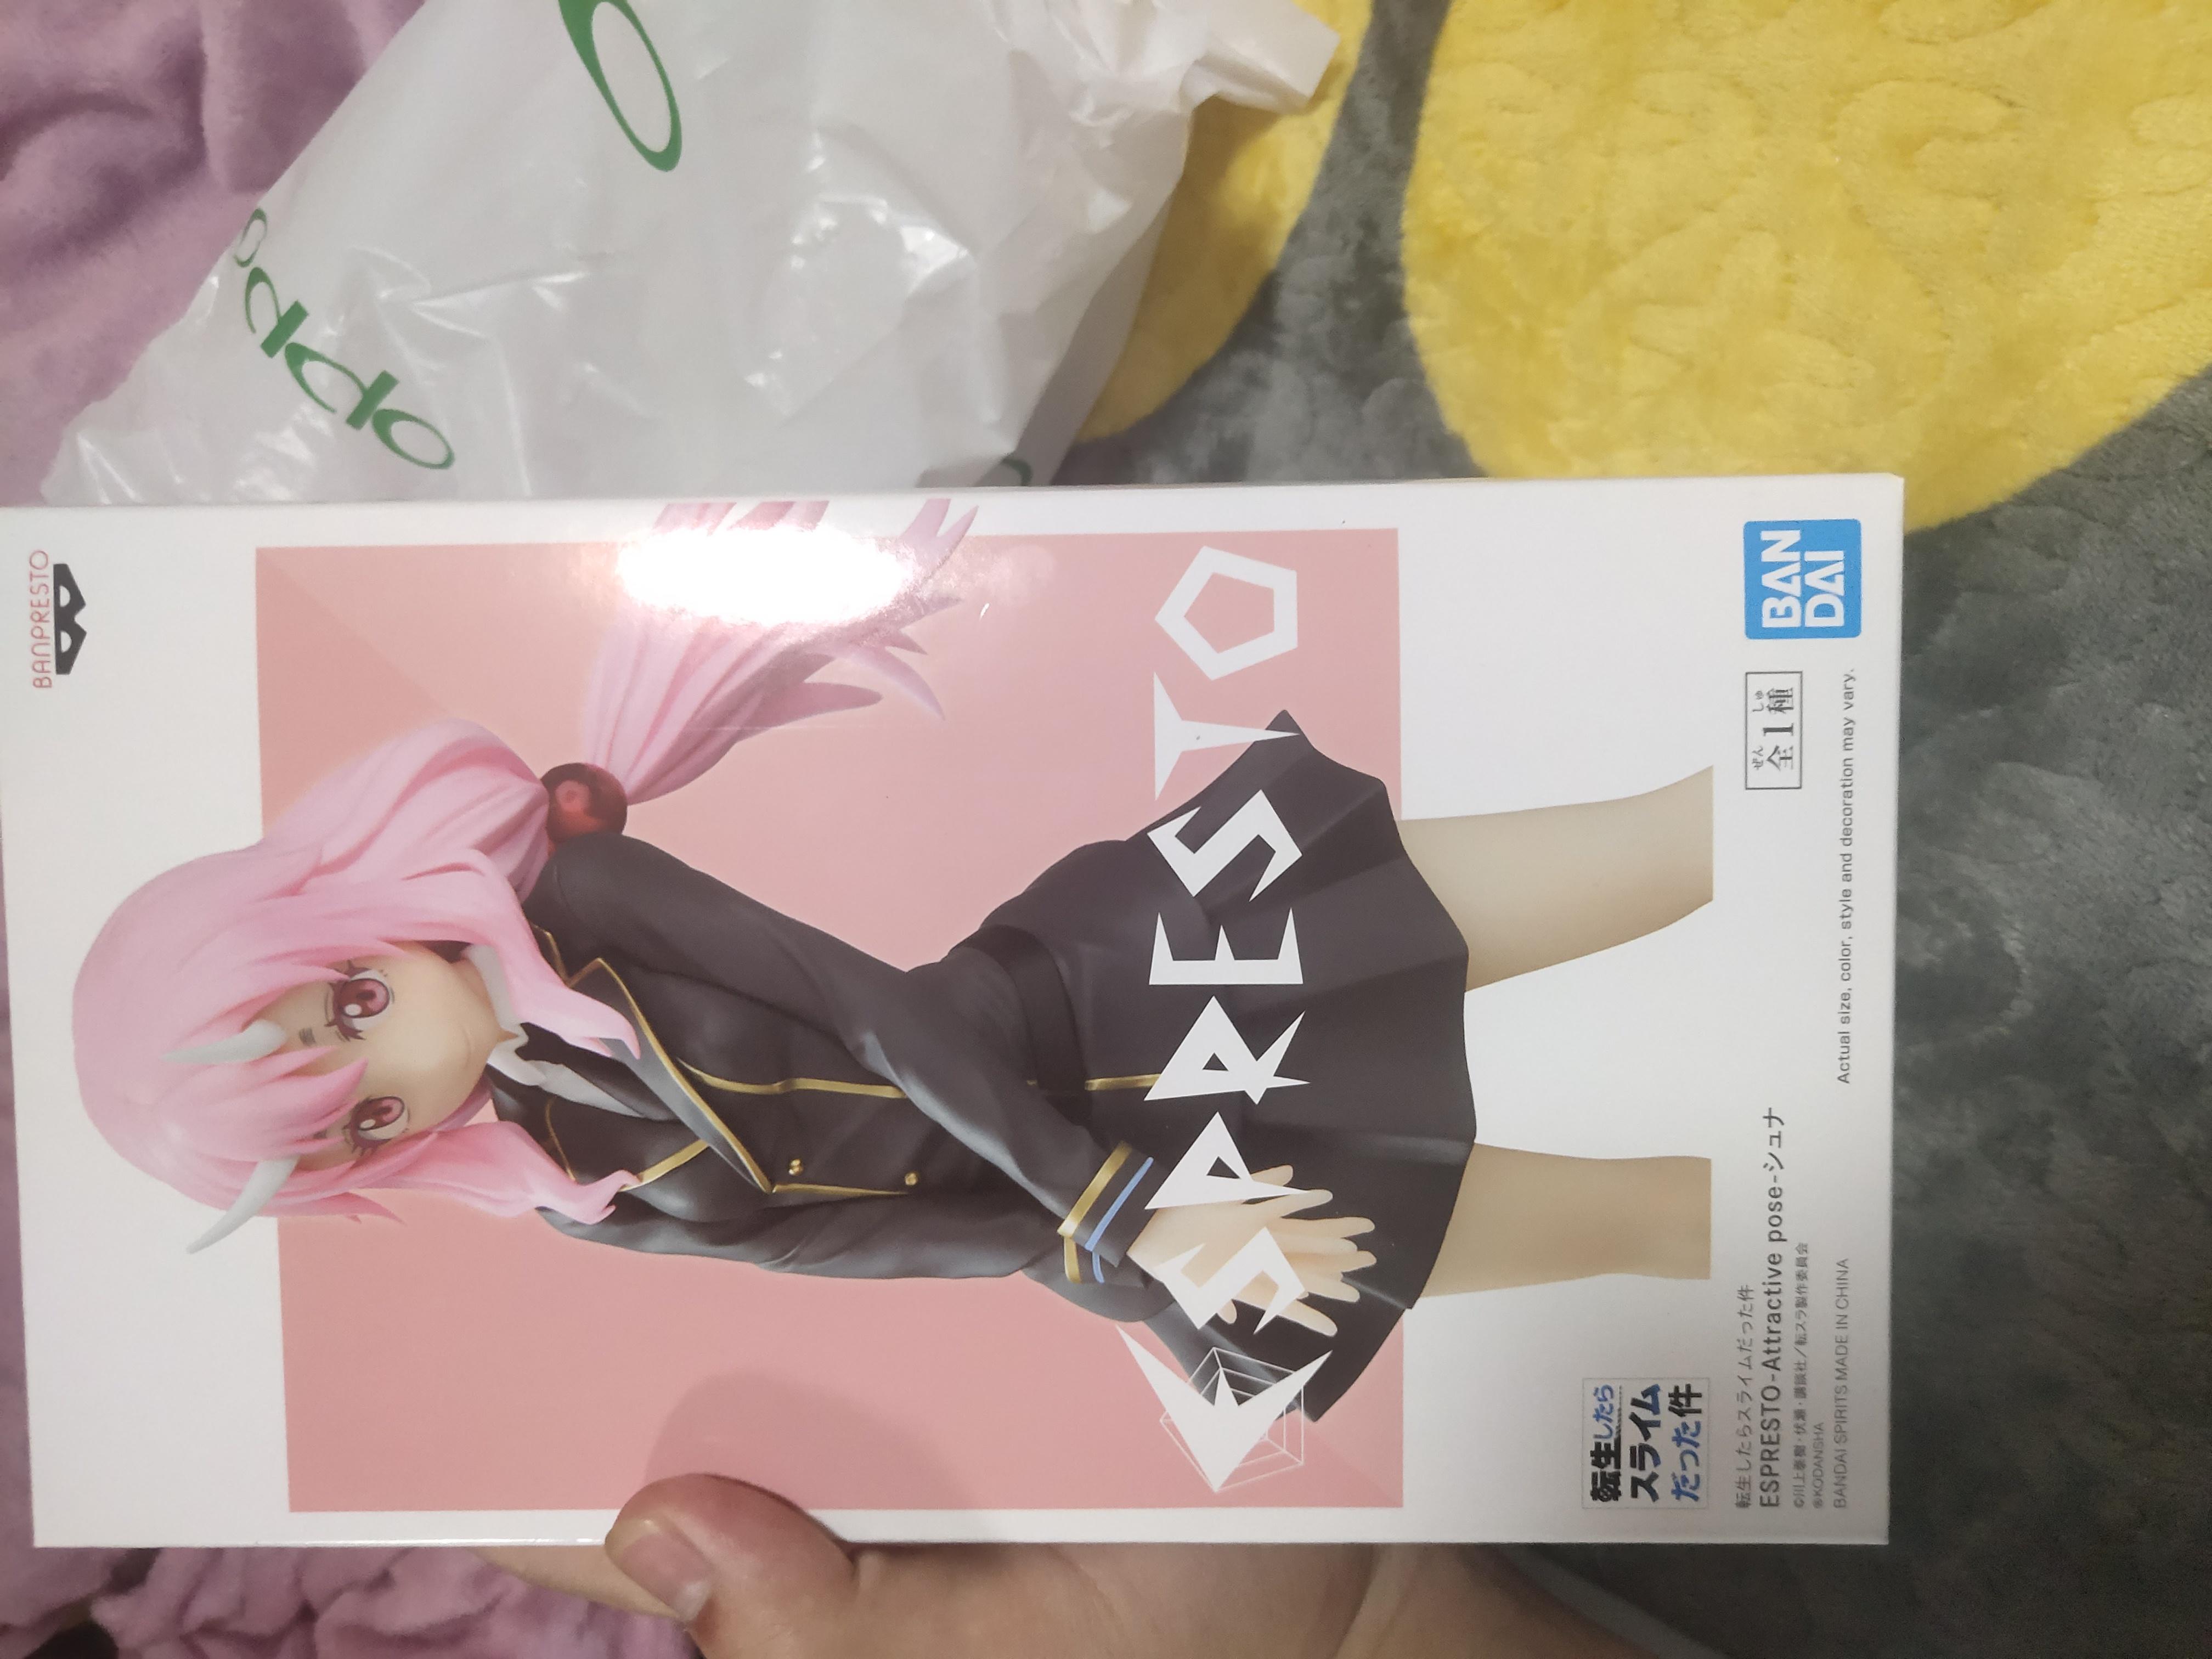 BANPRESTO
ESPRESTO
転生したら
スライム
だった件
転生したらスライムだった件
ESPRESTO-Attractive pose-シュナ
©川上泰樹・伏瀬・講談社／転スラ製作委員会
®KODANSHA
BANDAI SPIRITS MADE IN CHINA
ぜん しゅ
全1種
BAN
DAI
Actual size, color, style and decoration may vary.